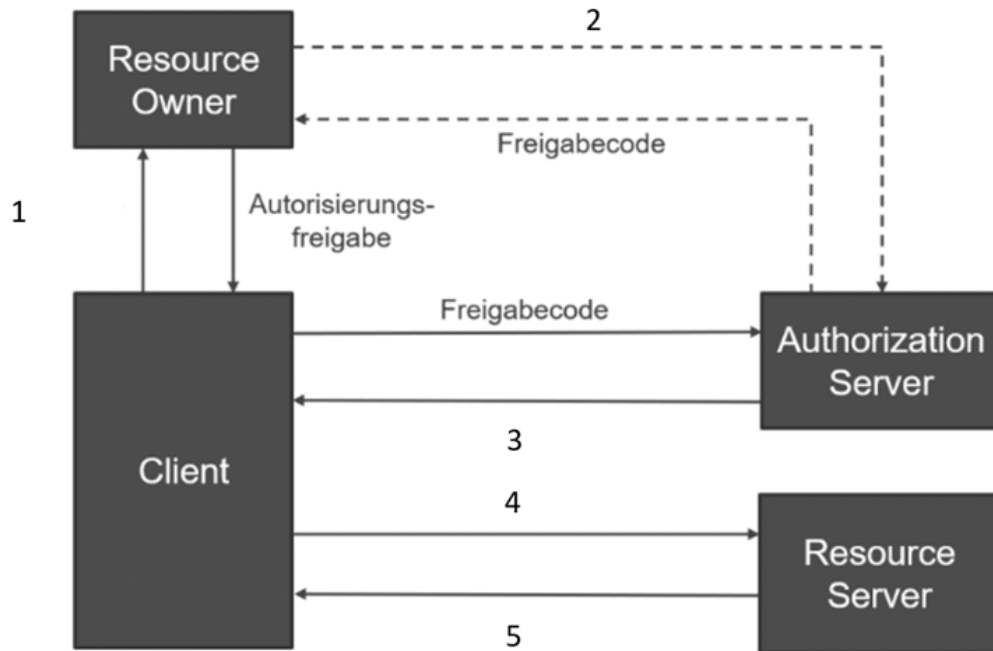 2
Resource
Owner
Freigabecode
1
Autorisierungs-
freigabe
Freigabecode
Authorization
Server
3
Client
4
Resource
Server
5